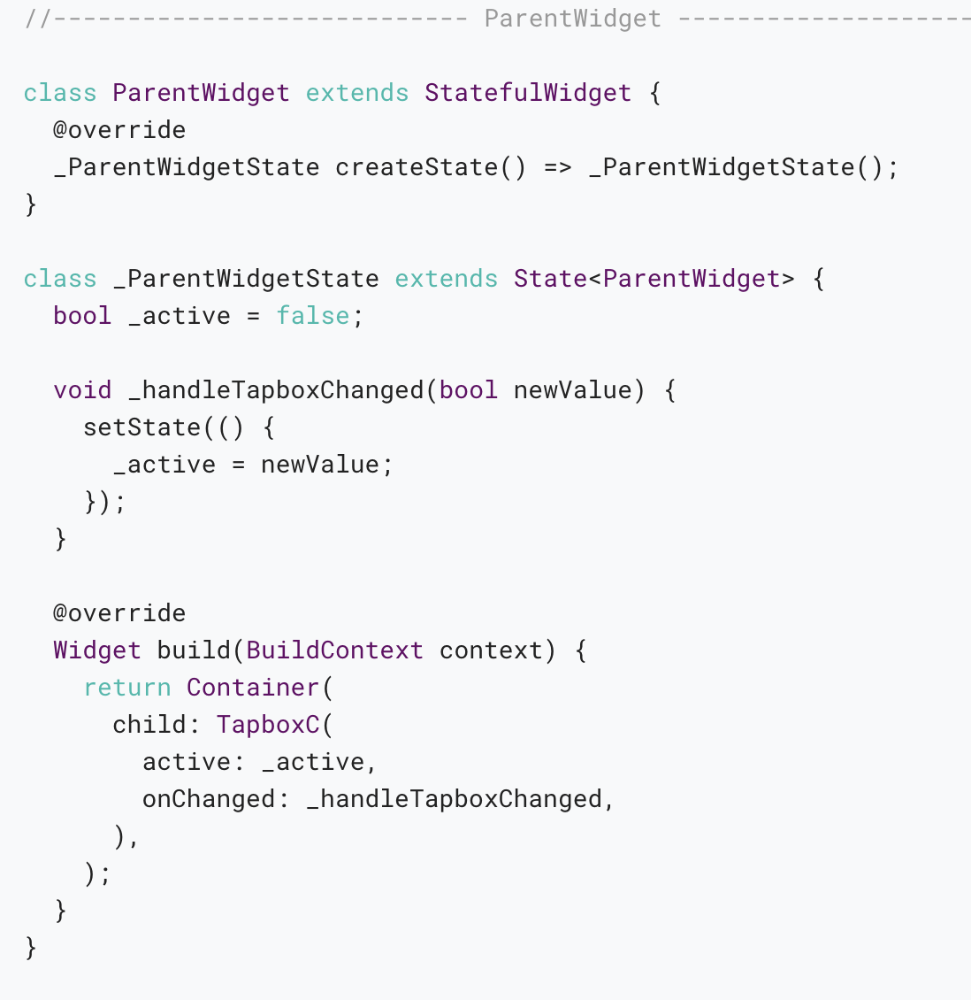 //---------------------------- ParentWidget --------------------
class ParentWidget extends StatefulWidget {
  @override
  _ParentWidgetState createState() => _ParentWidgetState();
}
class _ParentWidgetState extends State<ParentWidget> {
  bool _active = false;
  void _handleTapboxChanged(bool newValue) {
    setState(() {
      _active = newValue;
    });
  }
  @override
  Widget build(BuildContext context) {
    return Container(
      child: TapboxC(
        active: _active,
        onChanged: _handleTapboxChanged,
      ),
    );
  }
}